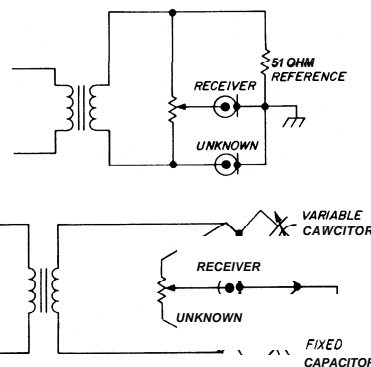 51 OHM
REFERENCE
RECEIVER
UNKNOWN
VARIABLE
CAWCITOR
RECEIVER
UNKNOWN
FIXED
CAPACITOR